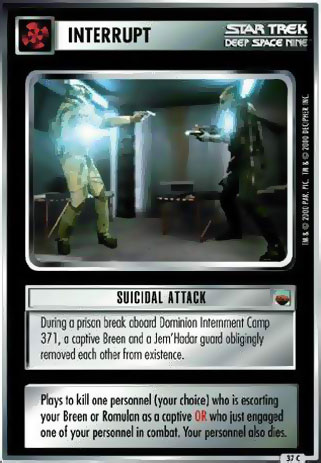 INTERRUPT
STAR TREK
DEEP SPACE NINE
TM & © 2000 PAR. PIC. TM & © 2000 DECIPHER INC.
SUICIDAL ATTACK
During a prison break aboard Dominion Internment Camp
371, a captive Breen and a Jem'Hadar guard obligingly
removed each other from existence.
Plays to kill one personnel (your choice) who is escorting
your Breen or Romulan as a captive OR who just engaged
one of your personnel in combat. Your personnel also dies.
37 C